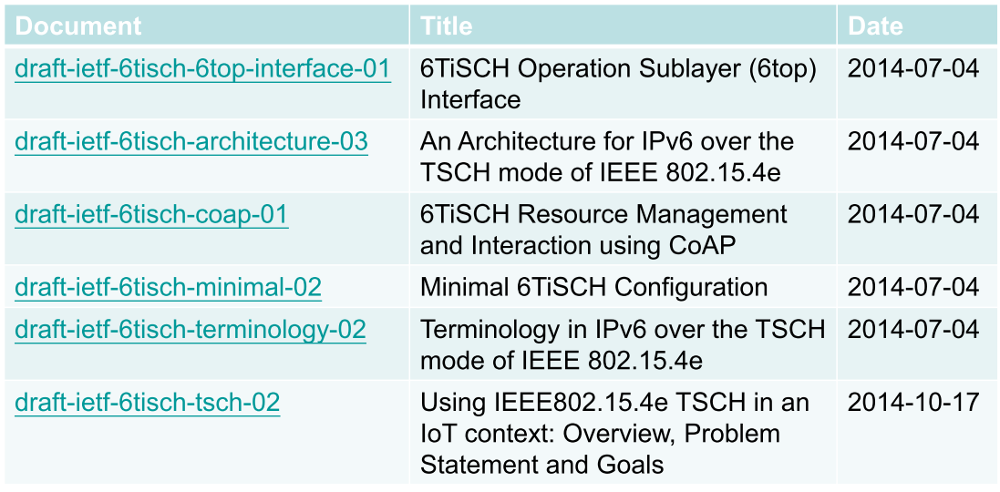 Document Title Date
draft-ietf-6tisch-6top-interface-01 6TiSCH Operation Sublayer (6top) 2014-07-04
Interface
draft-ietf-6tisch-architecture-03 An Architecture for IPv6 over the 2014-07-04
TSCH mode of IEEE 802.15.4e
draft-ietf-6tisch-coap-01 6TiSCH Resource Management 2014-07-04
and Interaction using CoAP
draft-ietf-6tisch-minimal-02 Minimal 6TiSCH Configuration 2014-07-04
draft-ietf-6tisch-terminology-02 Terminology in IPv6 over the TSCH 2014-07-04
mode of IEEE 802.15.4e
draft-ietf-6tisch-tsch-02 Using IEEE802.15.4e TSCH in an 2014-10-17
IoT context: Overview, Problem
Statement and Goals